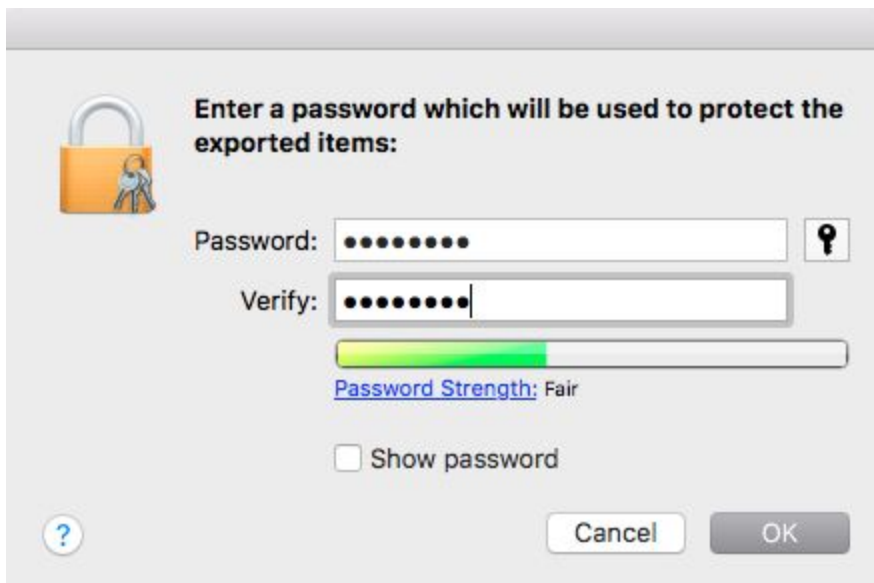 Enter a password which will be used to protect the
exported items:
Password: ••••••••
Verify: ••••••••
Password Strength: Fair
Show password
?
Cancel
OK